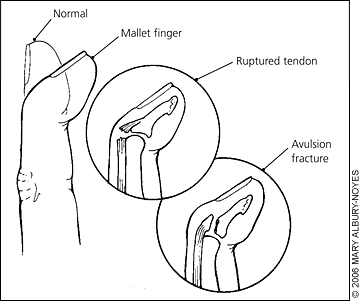 Normal
Mallet finger
Ruptured tendon
Avulsion
fracture
© 2006 MARY ALBURY-NOYES